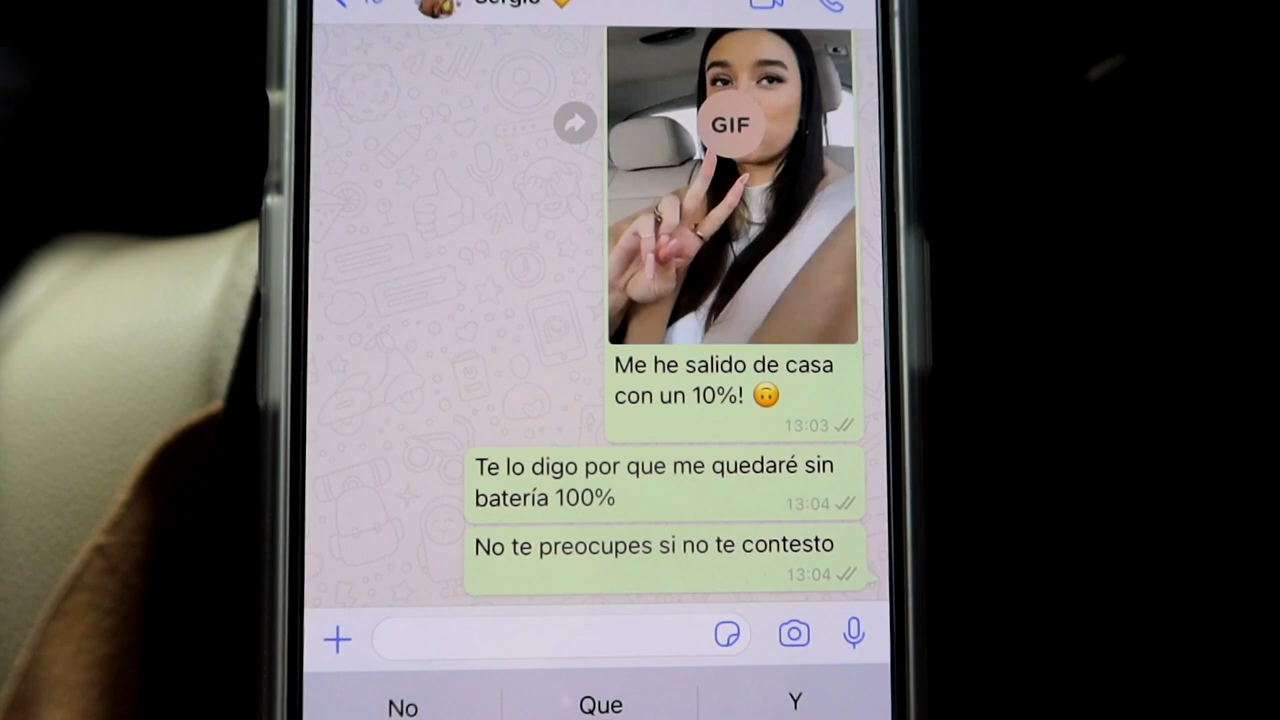 Sergio
GIF
Me he salido de casa
con un 10%! 🙃
13:03
Te lo digo por que me quedaré sin
batería 100%
13:04
No te preocupes si no te contesto
13:04
No Que Y